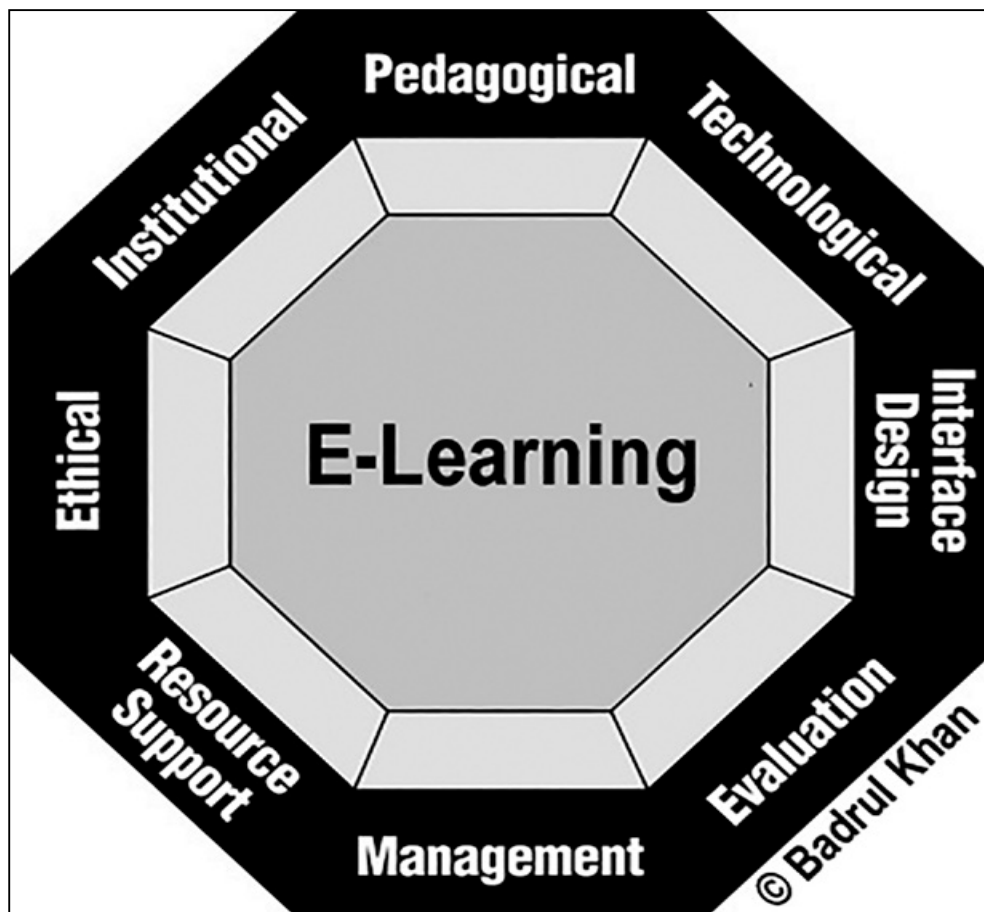 Pedagogical
Technological
Interface
Design
Evaluation
Management
Resource
Support
Ethical
Institutional
E-Learning
© Badrul Khan